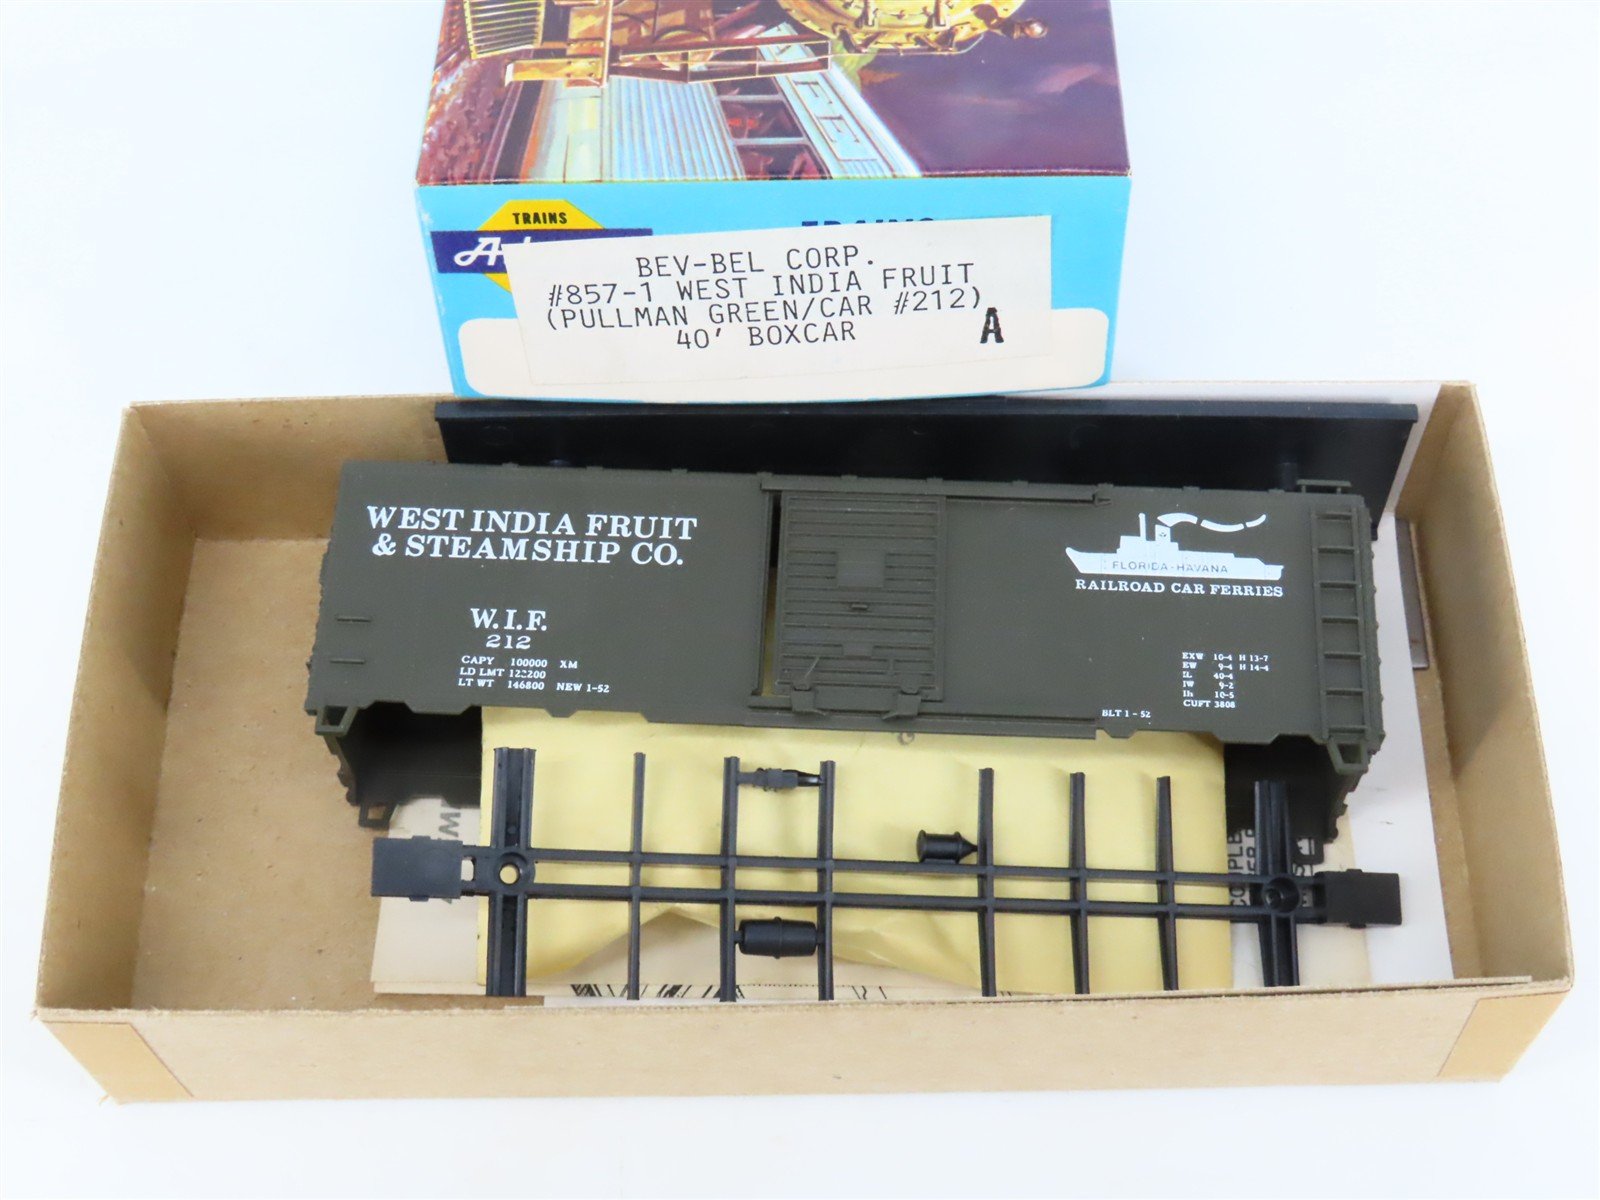 TRAINS
BEV-BEL CORP.
#857-1 WEST INDIA FRUIT
(PULLMAN GREEN/CAR #212)
40' BOXCAR
A
WEST INDIA FRUIT
& STEAMSHIP CO.
W.I.F.
212
CAPY 100000 XM
LD LMT 122200
LT WT 146800 NEW 1-52
FLORIDA-HAVANA
RAILROAD CAR FERRIES
EXW 10-4 H 13-7
EW 9-4 H 14-4
IL 40-4
IW 9-2
IH 10-5
CUFT 3808
BLT 1-52